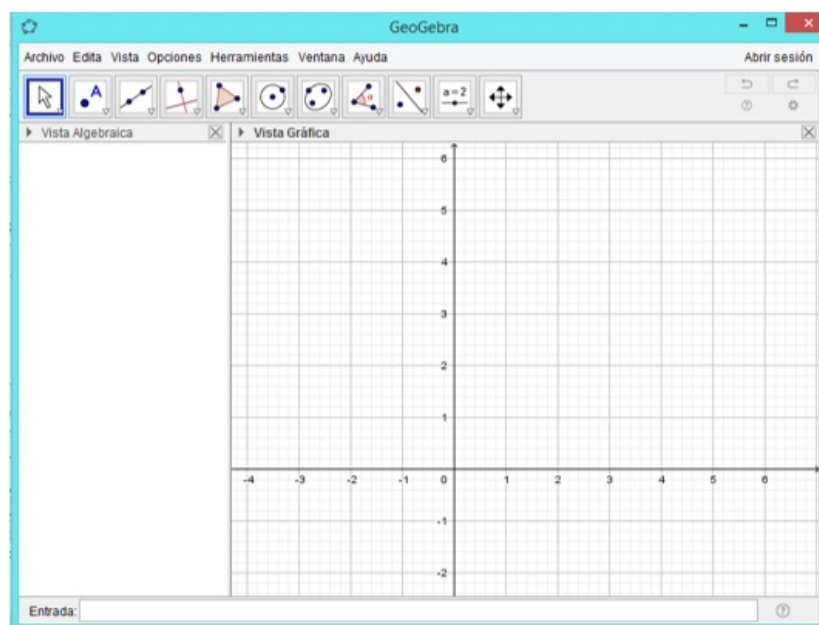 GeoGebra
Archivo Edita Vista Opciones Herramientas Ventana Ayuda Abrir sesión
A a=2
Vista Algebraica Vista Gráfica
6
5
4
3
2
1
-4 -3 -2 -1 0 1 2 3 4 5 6
-1
-2
Entrada: